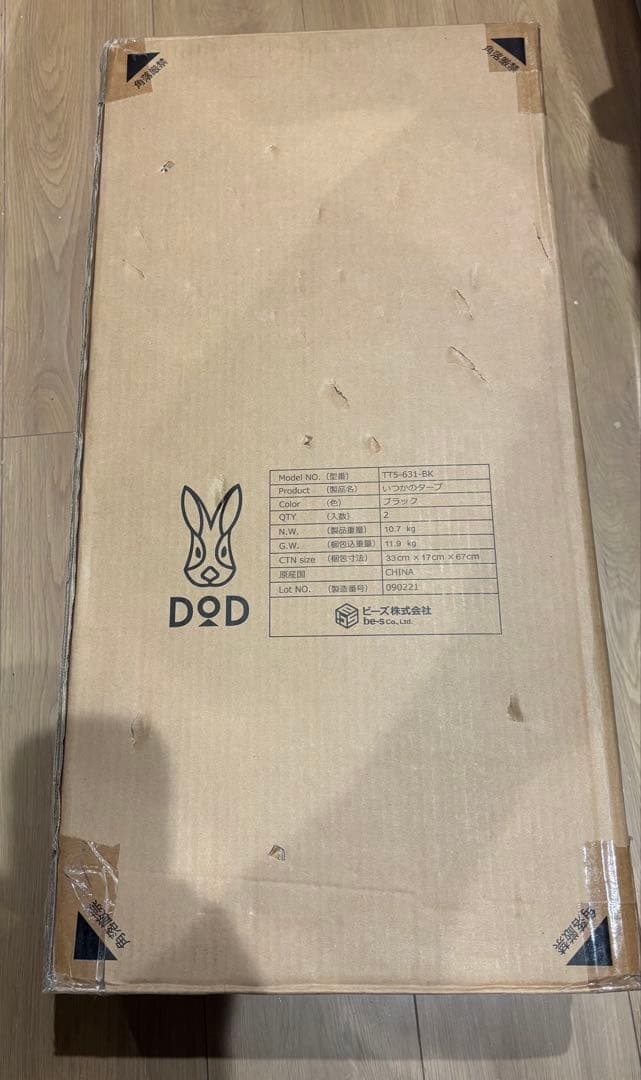 角落厳禁
角落厳禁
Model NO. (型番) TT5-631-BK
Product (製品名) いつかのタープ
Color (色) ブラック
QTY (入数) 2
N.W. (製品重量) 10.7 kg
G.W. (梱包込重量) 11.9 kg
CTN size (梱包寸法) 33cm×17cm×67cm
原産国 CHINA
Lot NO. (製造番号) 090221
ビーズ株式会社
be-s Co., Ltd.
DOD
角落厳禁
角落厳禁